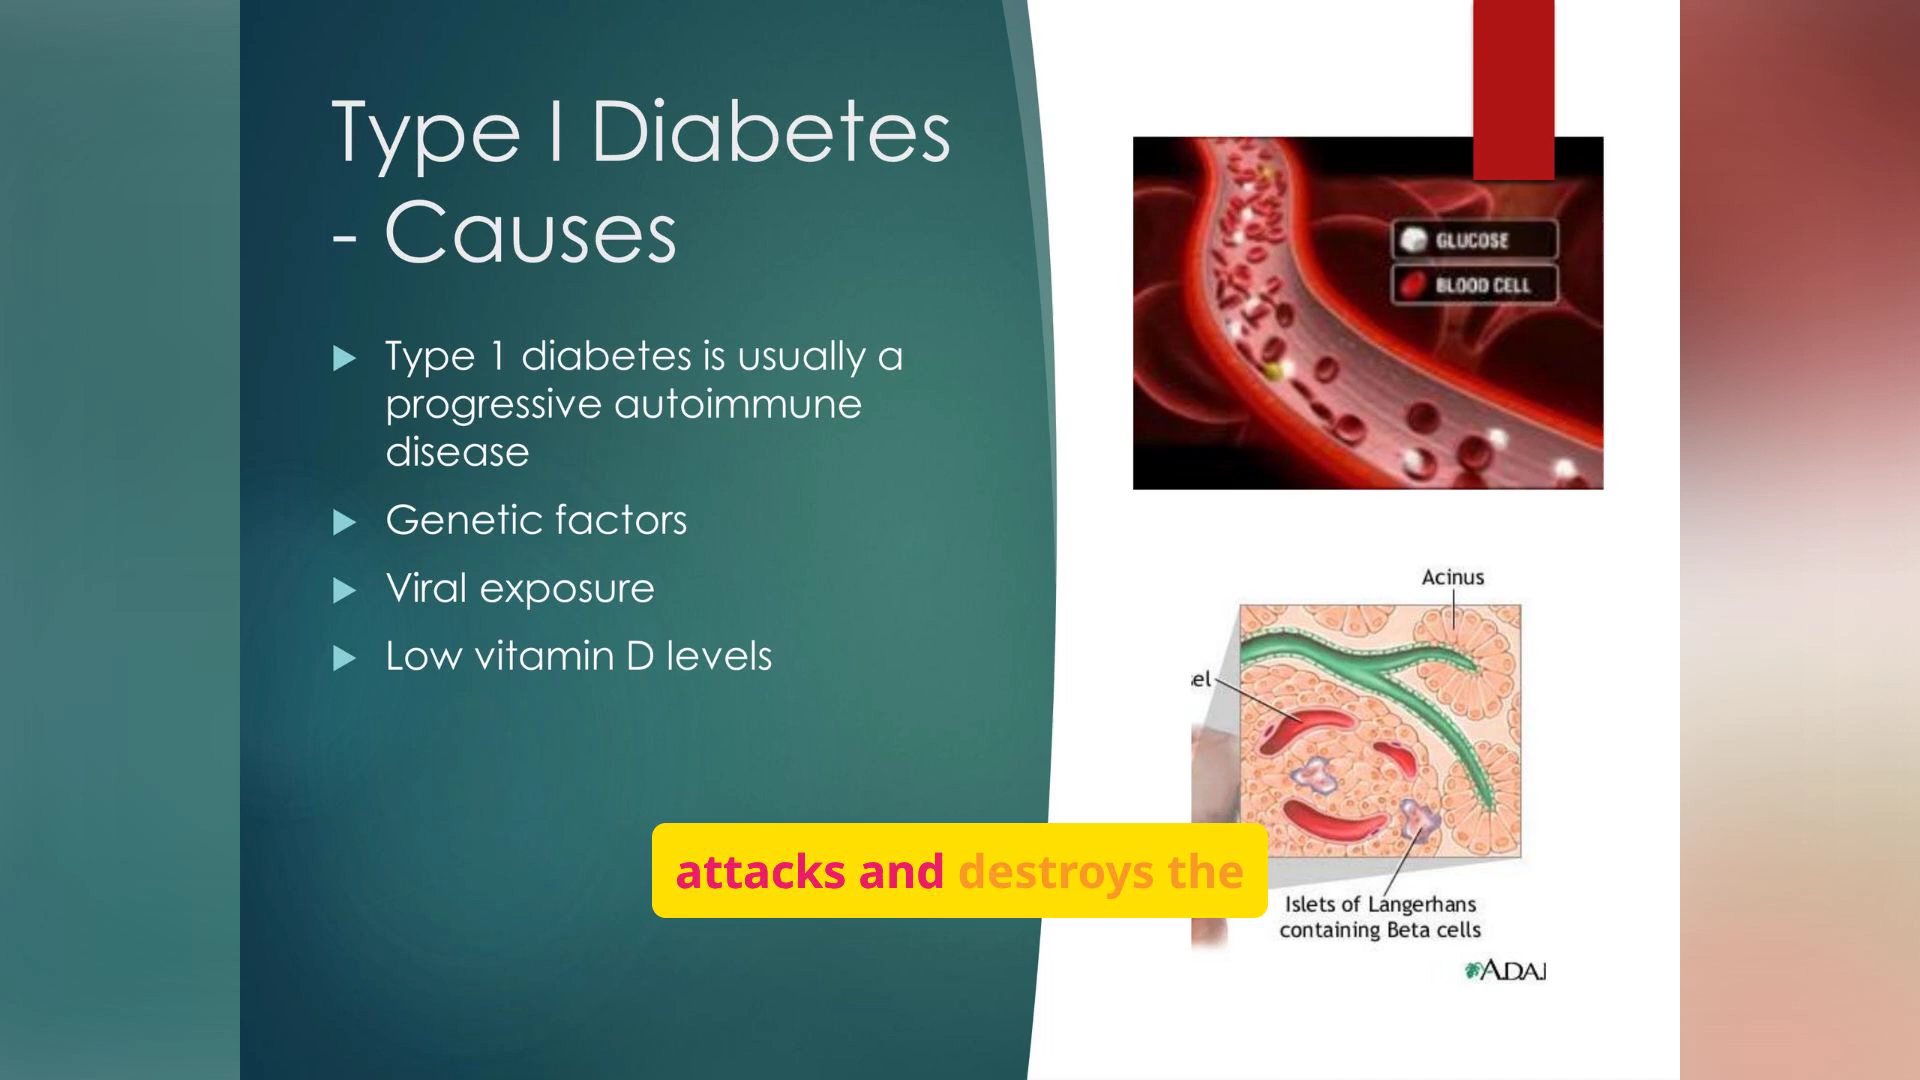 Type I Diabetes
- Causes
Type 1 diabetes is usually a
progressive autoimmune
disease
Genetic factors
Viral exposure
Low vitamin D levels
GLUCOSE
BLOOD CELL
Acinus
el
attacks and destroys the
Islets of Langerhans
containing Beta cells